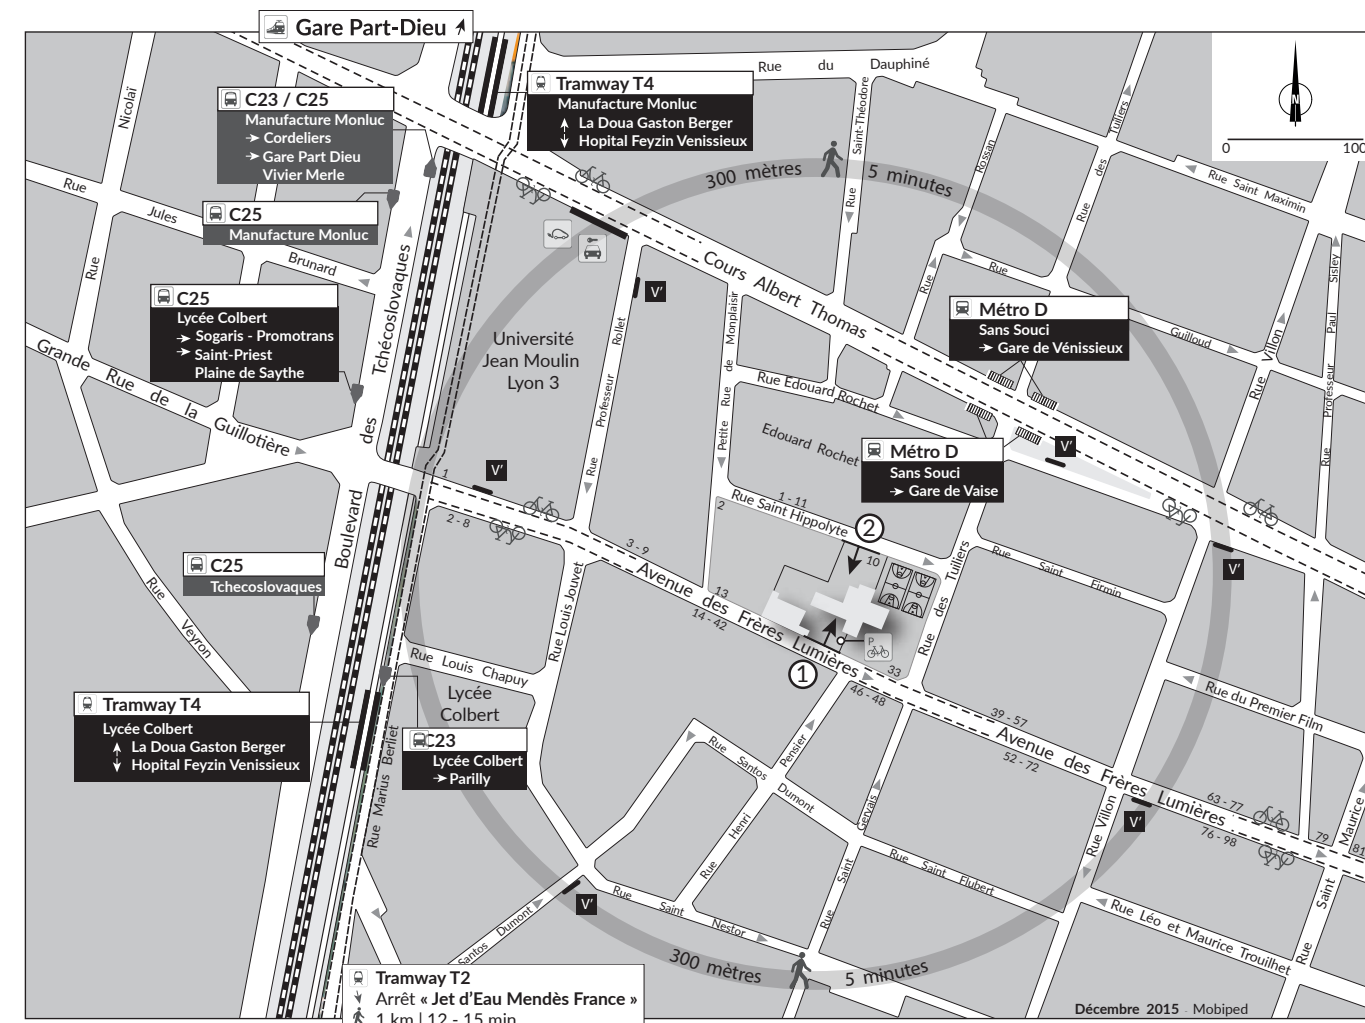 Gare Part-Dieu
C23 / C25
Manufacture Monluc
Cordeliers
Gare Part Dieu
Vivier Merle
C25
Manufacture Monluc
C25
Lycée Colbert
Sogaris - Promotrans
Saint-Priest
Plaine de Saythe
Tramway T4
Manufacture Monluc
La Doua Gaston Berger
Hopital Feyzin Venissieux
Rue du Dauphiné
N
0 100
300 mètres 5 minutes
Rue Nicolaï
Rue Jules Brunard
Rue Saint-Théodore
Rue Rossan
Rue des Tuiliers
Rue Saint Maximin
Rue Professeur Paul Sisley
Rue Villon
Rue Guilloud
Cours Albert Thomas
Métro D
Sans Souci
Gare de Vénissieux
Métro D
Sans Souci
Gare de Vaise
Université
Jean Moulin
Lyon 3
Rue Professeur Rollet
Petite Rue de Monplaisir
Rue Edouard Rochet
Edouard Rochet
Grande Rue de la Guillotière
Boulevard des Tchécoslovaques
V'
V'
V'
V'
V'
V'
1
2 - 8
3 - 9
13
14 - 42
1 - 11
2
10
Rue Saint Hippolyte
2
1
P
33
46 - 48
39 - 57
52 - 72
63 - 77
76 - 98
79
81
Avenue des Frères Lumières
Avenue des Frères Lumières
Rue des Tuiliers
Rue Saint Firmin
Rue du Premier Film
C25
Tchecoslovaques
Rue Veyron
Rue Louis Jouvet
Rue Louis Chapuy
Lycée
Colbert
Tramway T4
Lycée Colbert
La Doua Gaston Berger
Hopital Feyzin Venissieux
C23
Lycée Colbert
Parilly
Rue Marius Berliet
Rue Santos Dumont
Rue Henri Pensier
Rue Saint Gervais
Rue Saint Flubert
Rue Saint Nestor
Santos Dumont
Rue Villon
Rue Saint Maurice
Rue Léo et Maurice Trouilhet
300 mètres 5 minutes
Tramway T2
Arrêt « Jet d'Eau Mendès France »
1 km | 12 - 15 min
Décembre 2015 - Mobiped